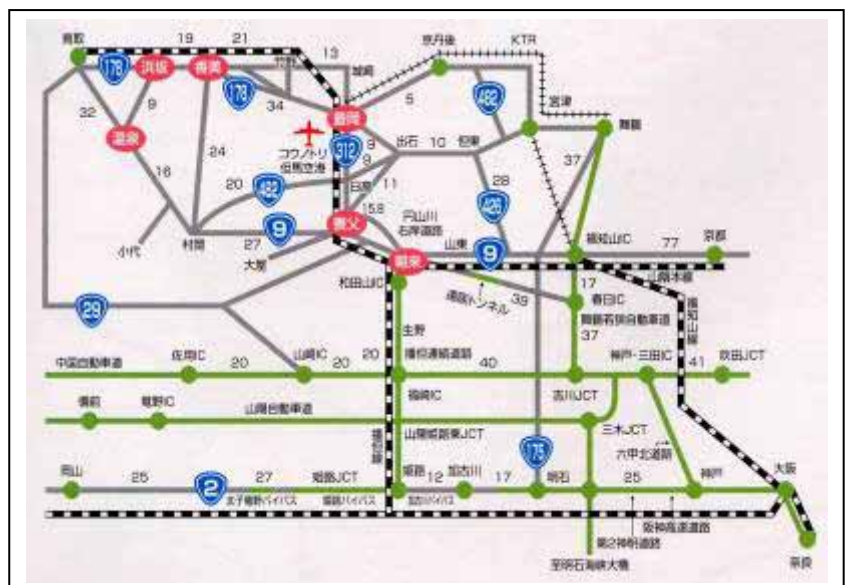 鳥取
19
21
竹野
13
城崎
京丹後
KTR
178
浜坂
香美
178
34
豊岡
5
482
宮津
舞鶴
32
9
温泉
コウノトリ
但馬空港
312
9
9
出石
10
但東
37
16
24
20
482
日高
11
28
426
小代
村岡
9
27
大屋
養父
15.8
円山川
右岸道路
山東
9
福知山IC
77
京都
山陰本線
朝来
和田山IC
遠阪トンネル
39
17
春日IC
舞鶴若狭自動車道
37
福知山線
29
生野
中国自動車道
佐用IC
20
山崎IC
20
20
播但連絡道路
40
神戸・三田IC
41
吹田JCT
福崎IC
吉川JCT
備前
竜野IC
山陽自動車道
播但線
山陽姫路東JCT
三木JCT
六甲北道路
175
岡山
25
2
27
姫路JCT
姫路
12
加古川
17
明石
25
神戸
大阪
太子竜野バイパス
姫路バイパス
加古川バイパス
阪神高速道路
第2神明道路
至明石海峡大橋
奈良